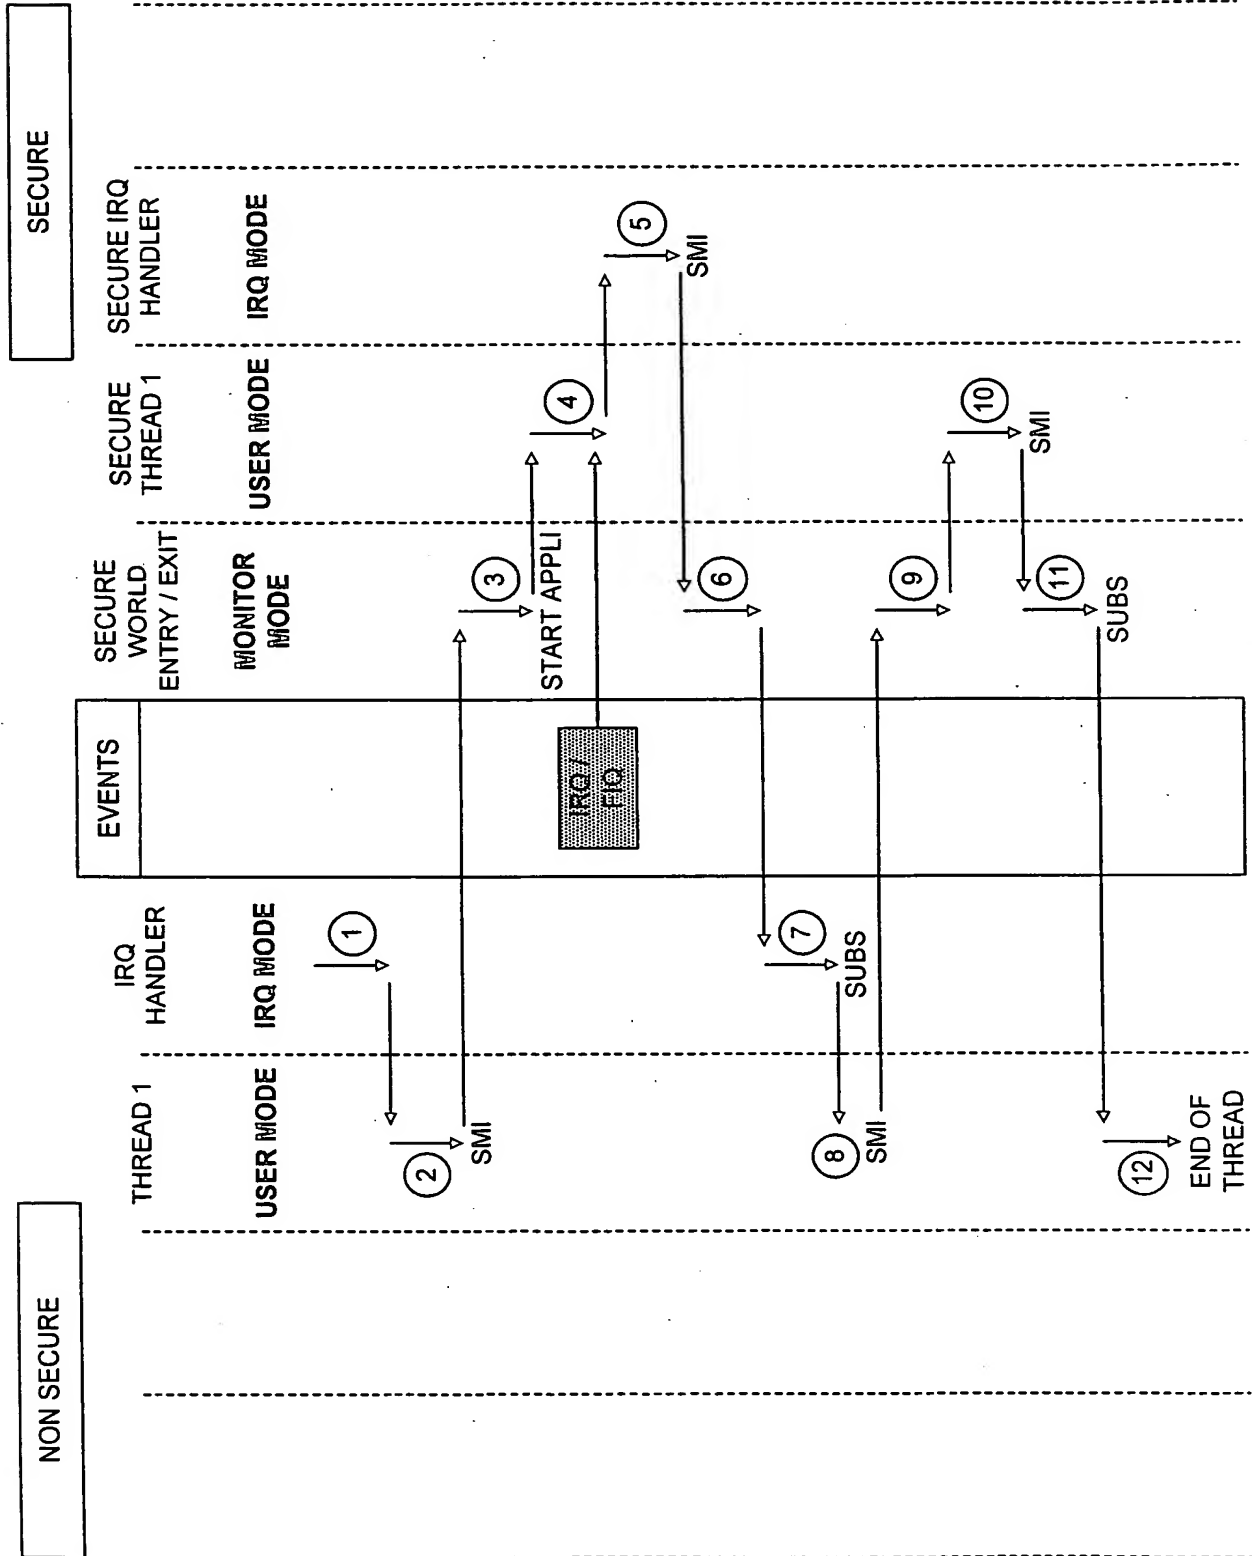 NON SECURE
SECURE
EVENTS
THREAD 1
USER MODE
IRQ
HANDLER
IRQ MODE
SECURE
WORLD
ENTRY / EXIT
MONITOR
MODE
SECURE
THREAD 1
USER MODE
SECURE IRQ
HANDLER
IRQ MODE
1
2
SMI
3
START APPLI
4
IRQ /
FIQ
5
SMI
6
7
SUBS
8
SMI
9
10
SMI
11
SUBS
12
END OF
THREAD